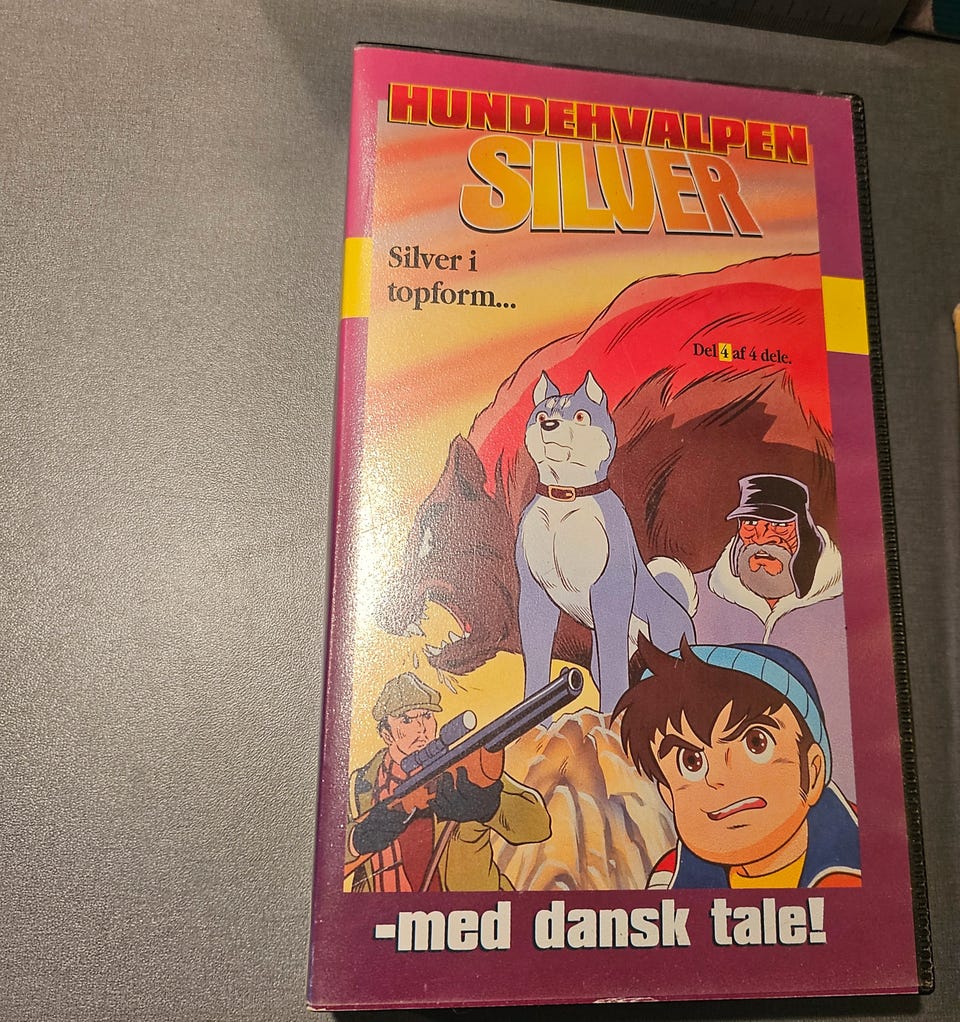 HUNDEHVALPEN
SILVER
Silver i
topform...
Del 4 af 4 dele.
-med dansk tale!